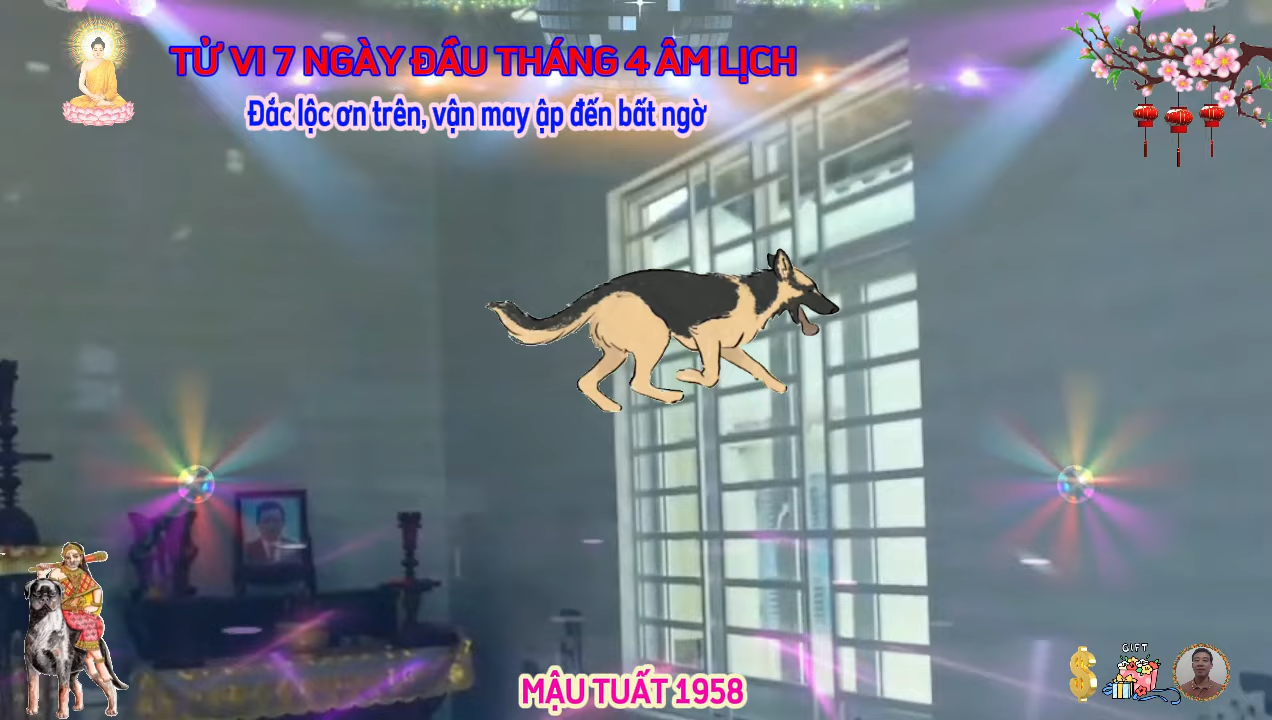 TỬ VI 7 NGÀY ĐẦU THÁNG 4 ÂM LỊCH
Đắc lộc ơn trên, vận may ập đến bất ngờ
GIFT
MẬU TUẤT 1958